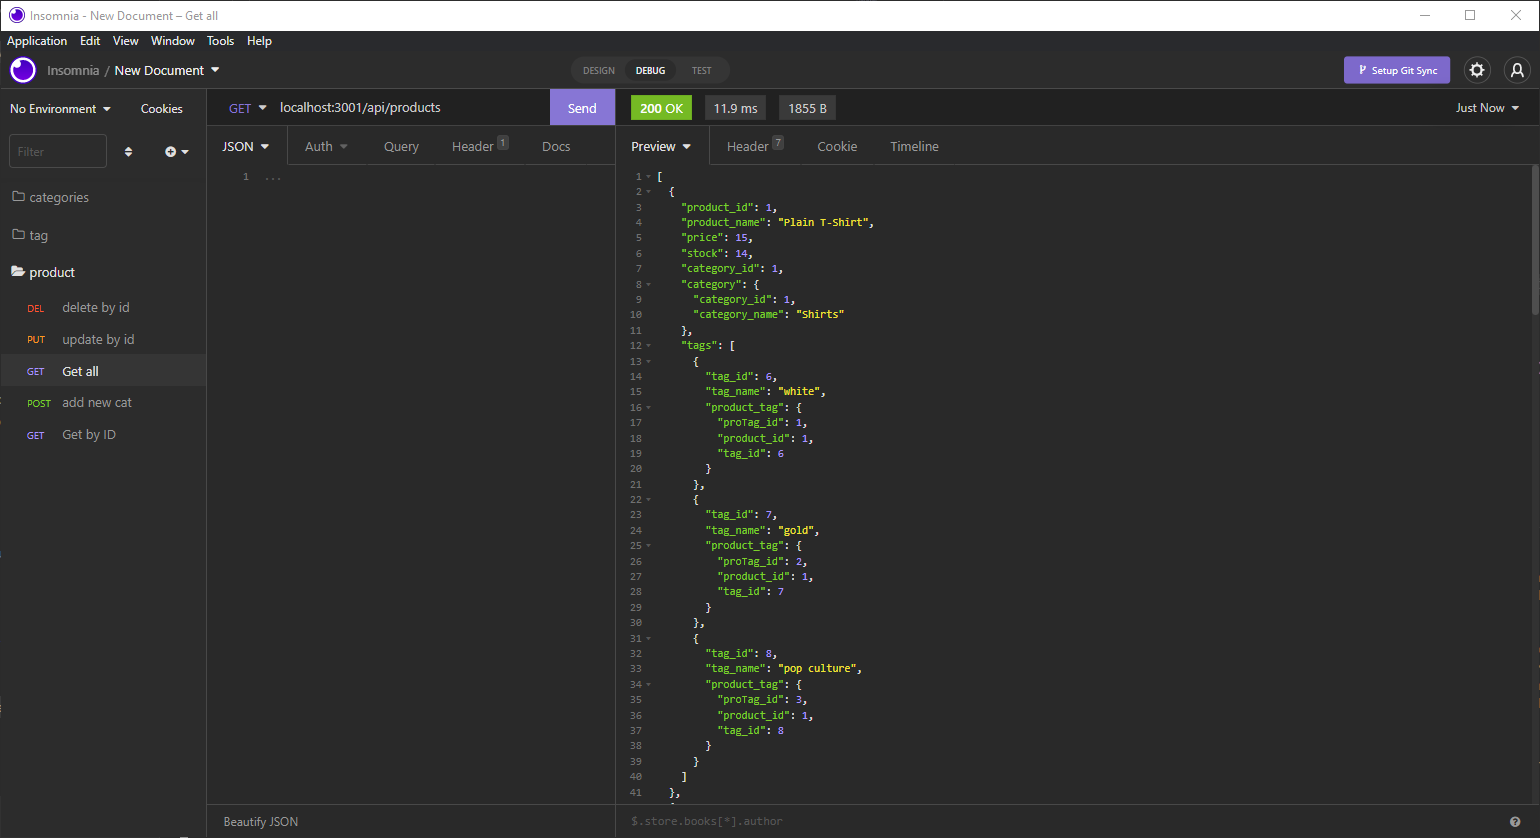 Insomnia - New Document – Get all
Application Edit View Window Tools Help
Insomnia / New Document
DESIGN DEBUG TEST
Setup Git Sync
No Environment Cookies
GET localhost:3001/api/products Send
200 OK 11.9 ms 1855 B Just Now
Filter
JSON Auth Query Header 1 Docs
Preview Header 7 Cookie Timeline
categories
tag
product
DEL delete by id
PUT update by id
GET Get all
POST add new cat
GET Get by ID
1 ...
1 [
2 {
3 "product_id": 1,
4 "product_name": "Plain T-Shirt",
5 "price": 15,
6 "stock": 14,
7 "category_id": 1,
8 "category": {
9 "category_id": 1,
10 "category_name": "Shirts"
11 },
12 "tags": [
13 {
14 "tag_id": 6,
15 "tag_name": "white",
16 "product_tag": {
17 "proTag_id": 1,
18 "product_id": 1,
19 "tag_id": 6
20 }
21 },
22 {
23 "tag_id": 7,
24 "tag_name": "gold",
25 "product_tag": {
26 "proTag_id": 2,
27 "product_id": 1,
28 "tag_id": 7
29 }
30 },
31 {
32 "tag_id": 8,
33 "tag_name": "pop culture",
34 "product_tag": {
35 "proTag_id": 3,
36 "product_id": 1,
37 "tag_id": 8
38 }
39 }
40 ]
41 },
Beautify JSON
$.store.books[*].author